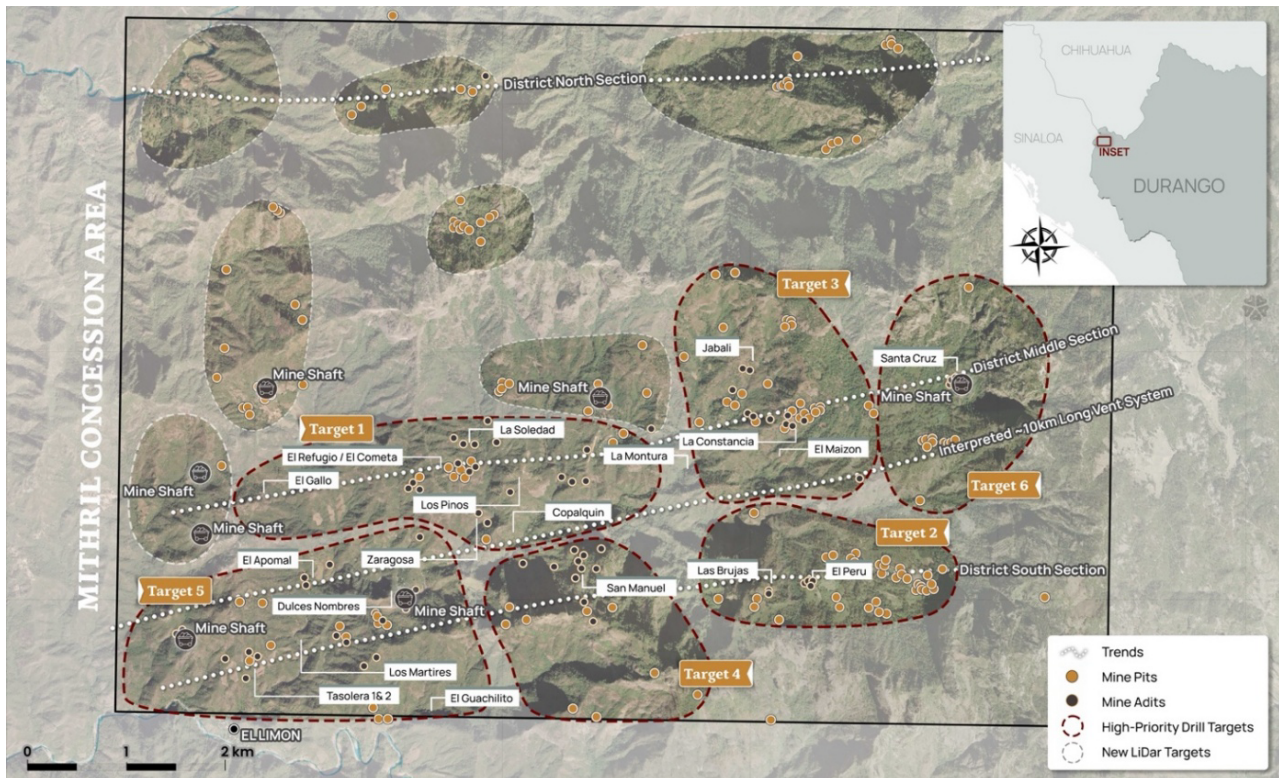 CHIHUAHUA
SINALOA
INSET
DURANGO
MITHRIL CONCESSION AREA
District North Section
Target 3
Jabali
Santa Cruz
District Middle Section
Mine Shaft
Mine Shaft
Mine Shaft
Interpreted ~10km Long Vent System
Target 1
La Soledad
La Constancia
El Refugio / El Cometa
La Montura
El Maizon
El Gallo
Mine Shaft
Target 6
Los Pinos
Copalquin
Mine Shaft
Target 2
El Apomal
Zaragosa
Las Brujas
El Peru
District South Section
Target 5
San Manuel
Dulces Nombres
Mine Shaft
Mine Shaft
Los Martires
Target 4
Tasolera 1& 2
El Guachilito
EL LIMON
0
1
2 km
Trends
Mine Pits
Mine Adits
High-Priority Drill Targets
New LiDar Targets